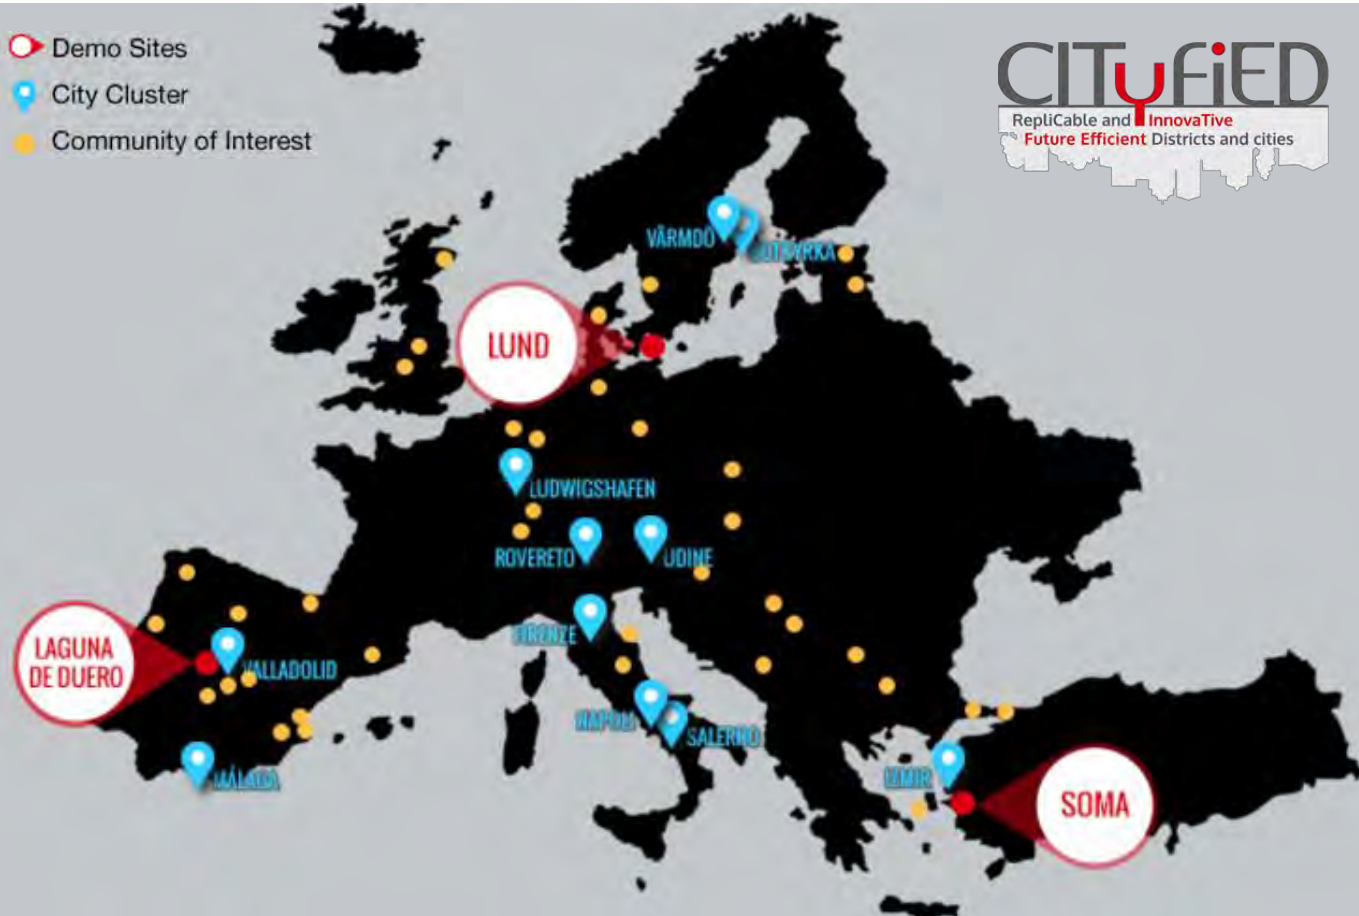 Demo Sites
City Cluster
Community of Interest
CITyFiED
RepliCable and InnovaTive
Future Efficient Districts and cities
VÄRMDÖ
LUND
LUDWIGSHAFEN
ROVERETO
UDINE
FIRENZE
LAGUNA
DE DUERO
VALLADOLID
NAPOLI
SALERNO
MÁLAGA
IZMIR
SOMA